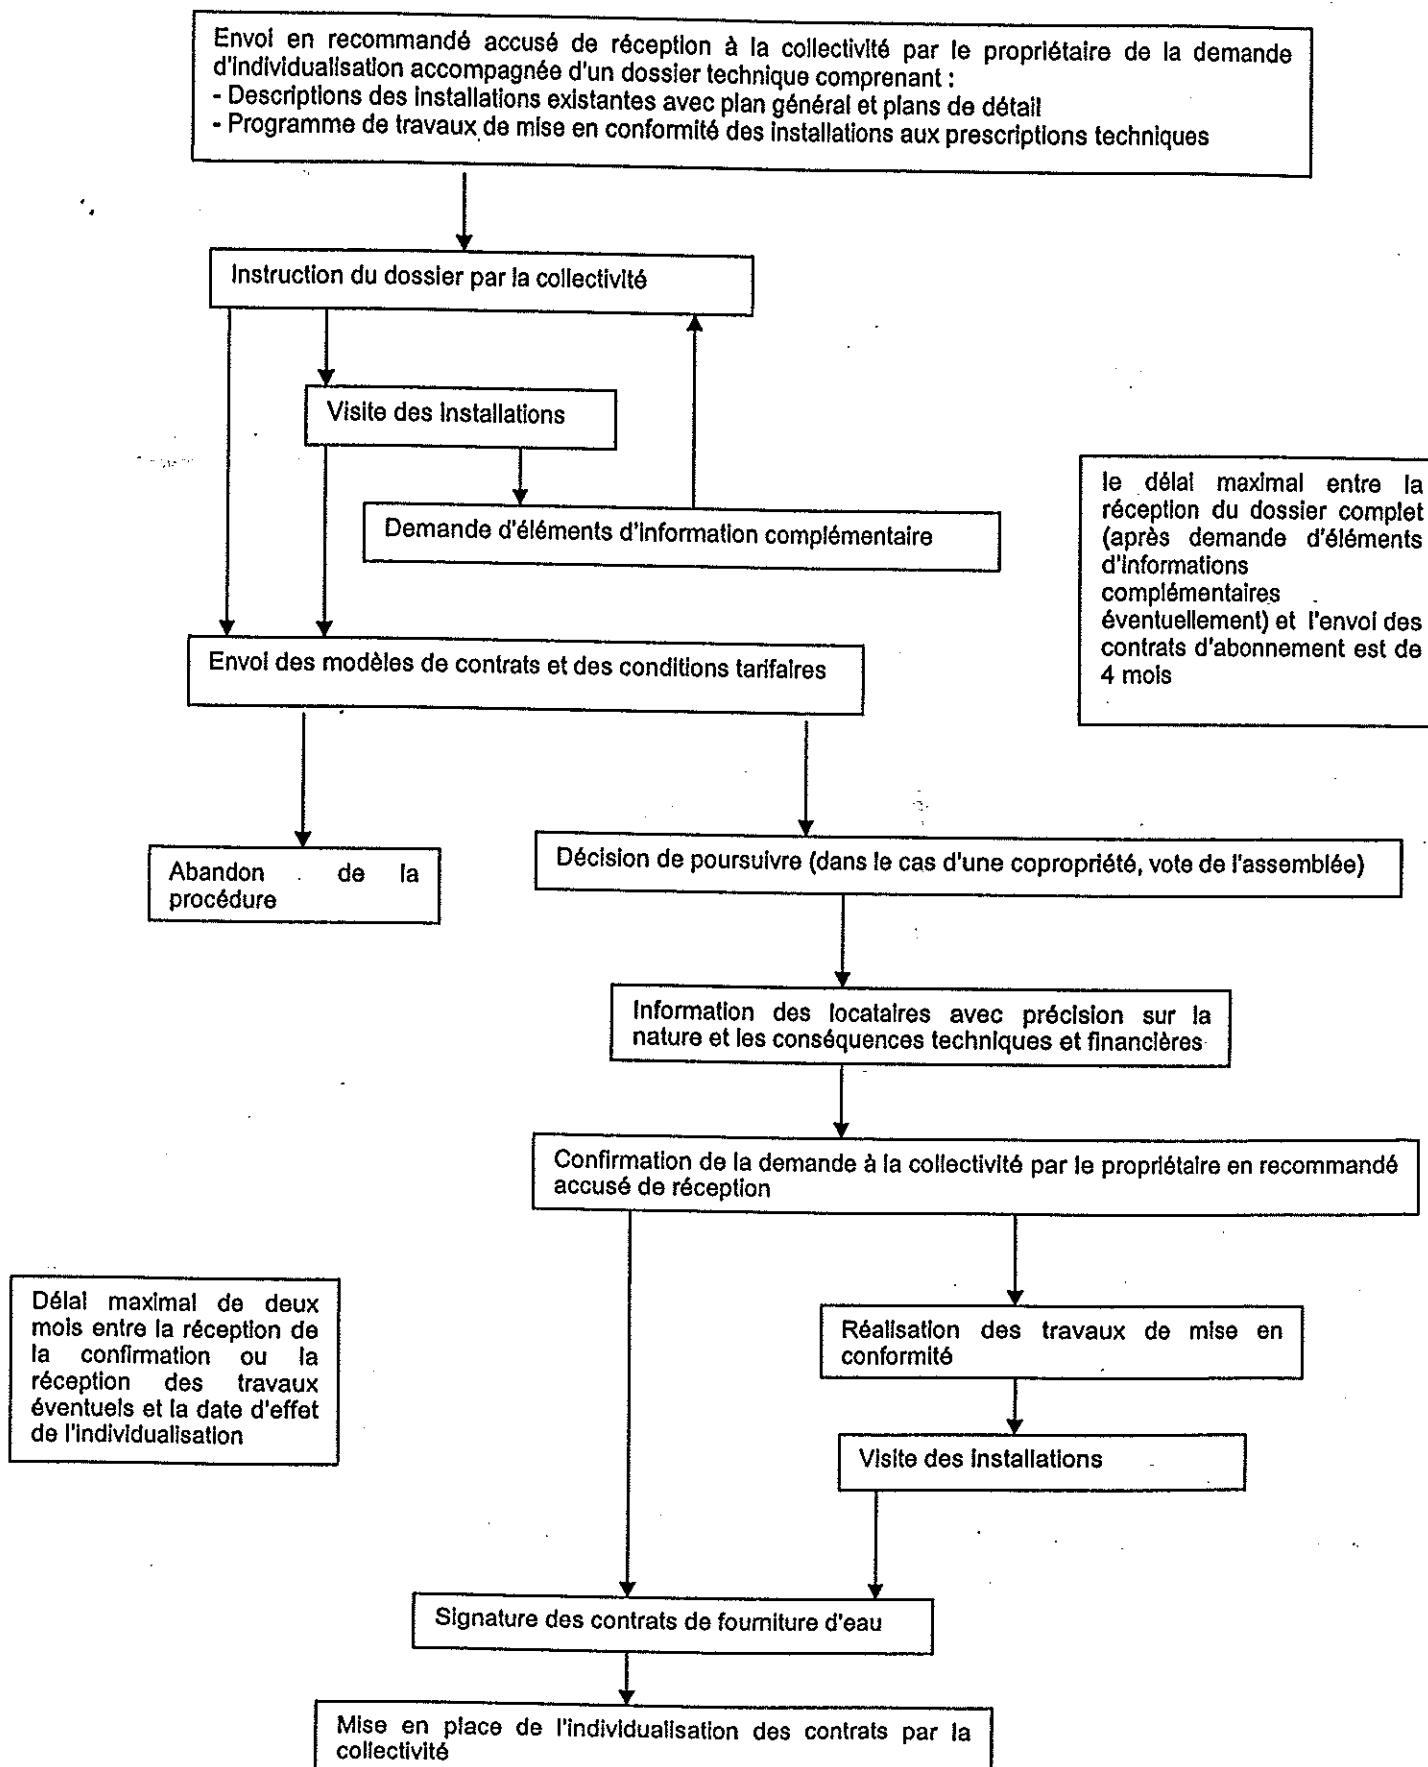 Envoi en recommandé accusé de réception à la collectivité par le propriétaire de la demande
d'individualisation accompagnée d'un dossier technique comprenant :
- Descriptions des installations existantes avec plan général et plans de détail
- Programme de travaux de mise en conformité des installations aux prescriptions techniques
Instruction du dossier par la collectivité
Visite des installations
Demande d'éléments d'information complémentaire
le délai maximal entre la
réception du dossier complet
(après demande d'éléments
d'informations
complémentaires
éventuellement) et l'envoi des
contrats d'abonnement est de
4 mois
Envoi des modèles de contrats et des conditions tarifaires
Abandon de la
procédure
Décision de poursuivre (dans le cas d'une copropriété, vote de l'assemblée)
Information des locataires avec précision sur la
nature et les conséquences techniques et financières
Confirmation de la demande à la collectivité par le propriétaire en recommandé
accusé de réception
Délai maximal de deux
mois entre la réception de
la confirmation ou la
réception des travaux
éventuels et la date d'effet
de l'individualisation
Réalisation des travaux de mise en
conformité
Visite des installations
Signature des contrats de fourniture d'eau
Mise en place de l'individualisation des contrats par la
collectivité